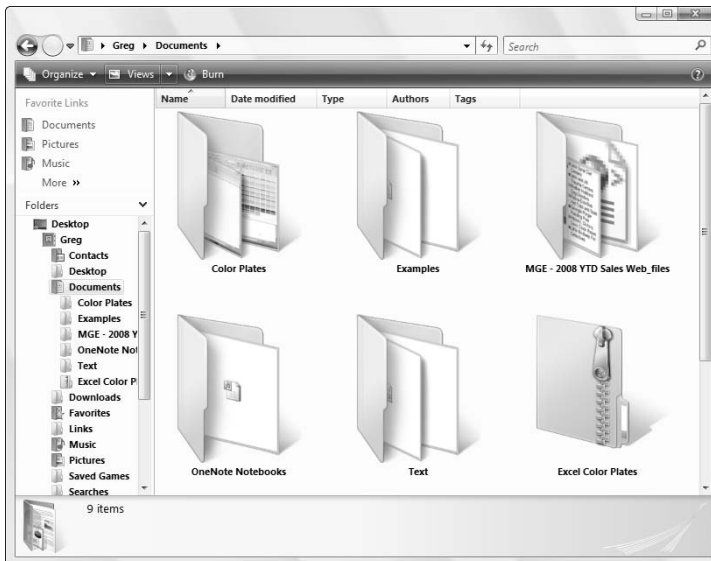 Greg Documents
Search
Organize Views Burn
Favorite Links
Documents
Pictures
Music
More »
Folders
Desktop
Greg
Contacts
Desktop
Documents
Color Plates
Examples
MGE - 2008 Y
OneNote Not
Text
Excel Color P
Downloads
Favorites
Links
Music
Pictures
Saved Games
Searches
Name Date modified Type Authors Tags
Color Plates Examples MGE - 2008 YTD Sales Web_files
OneNote Notebooks Text Excel Color Plates
9 items